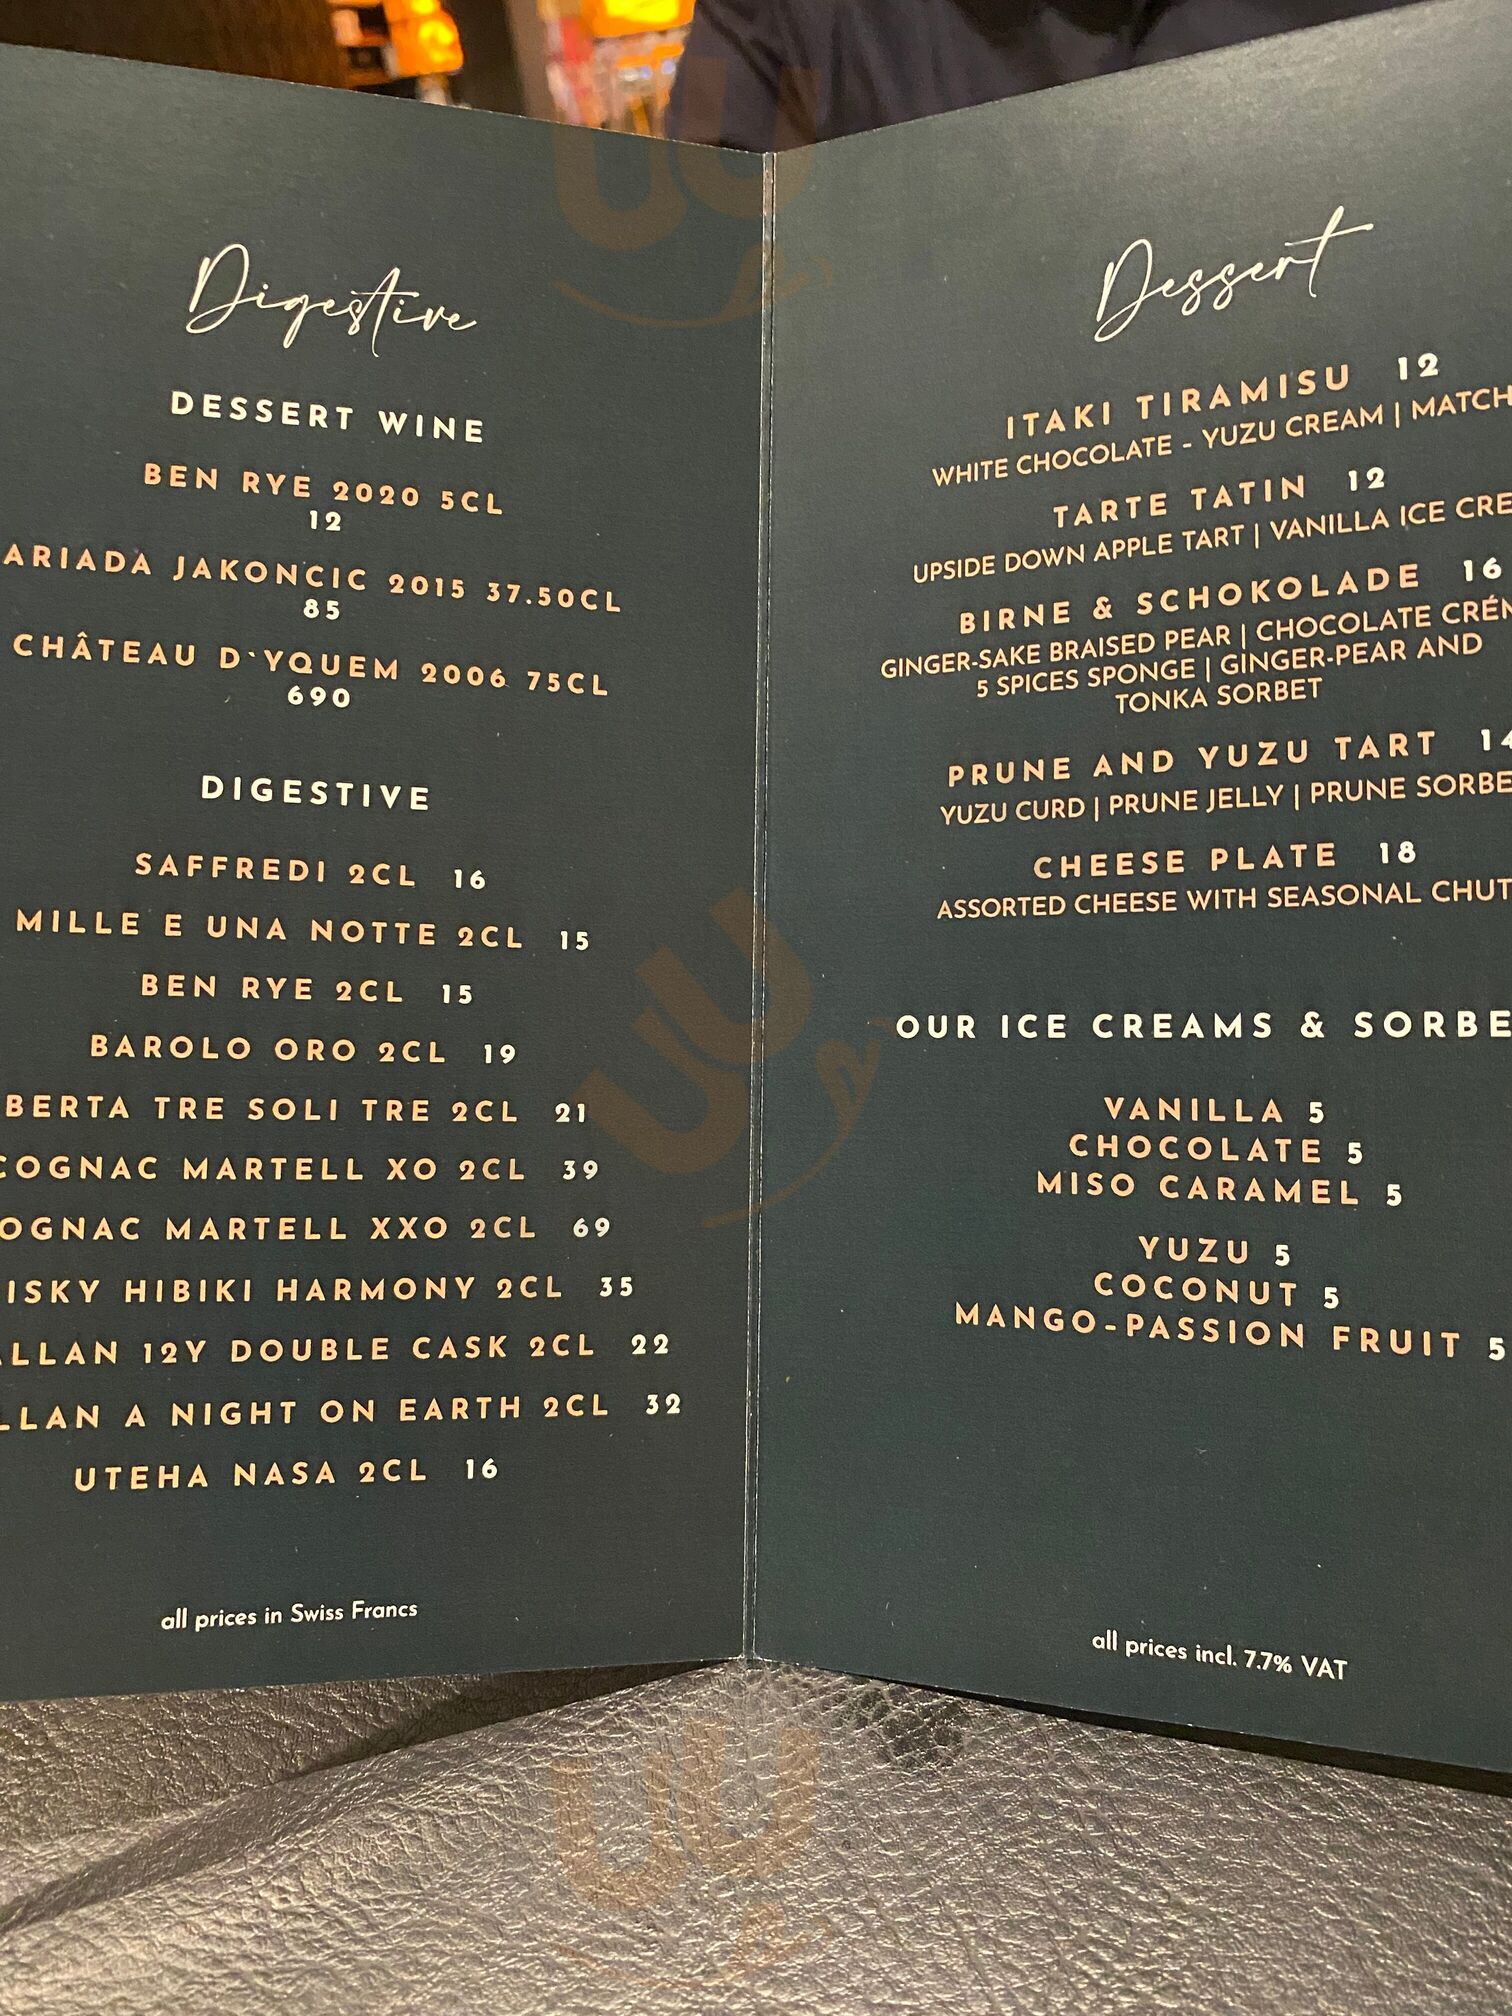 Digestive
DESSERT WINE
BEN RYE 2020 5CL
12
ARIADA JAKONCIC 2015 37.50CL
85
CHÂTEAU D`YQUEM 2006 75CL
690
DIGESTIVE
SAFFREDI 2CL 16
MILLE E UNA NOTTE 2CL 15
BEN RYE 2CL 15
BAROLO ORO 2CL 19
BERTA TRE SOLI TRE 2CL 21
COGNAC MARTELL XO 2CL 39
OGNAC MARTELL XXO 2CL 69
ISKY HIBIKI HARMONY 2CL 35
ALLAN 12Y DOUBLE CASK 2CL 22
LLAN A NIGHT ON EARTH 2CL 32
UTEHA NASA 2CL 16
all prices in Swiss Francs
Dessert
ITAKI TIRAMISU 12
WHITE CHOCOLATE - YUZU CREAM | MATCH
TARTE TATIN 12
UPSIDE DOWN APPLE TART | VANILLA ICE CRE
BIRNE & SCHOKOLADE 16
GINGER-SAKE BRAISED PEAR | CHOCOLATE CRÉM
5 SPICES SPONGE | GINGER-PEAR AND
TONKA SORBET
PRUNE AND YUZU TART 14
YUZU CURD | PRUNE JELLY | PRUNE SORBE
CHEESE PLATE 18
ASSORTED CHEESE WITH SEASONAL CHUT
OUR ICE CREAMS & SORBE
VANILLA 5
CHOCOLATE 5
MISO CARAMEL 5
YUZU 5
COCONUT 5
MANGO-PASSION FRUIT 5
all prices incl. 7.7% VAT